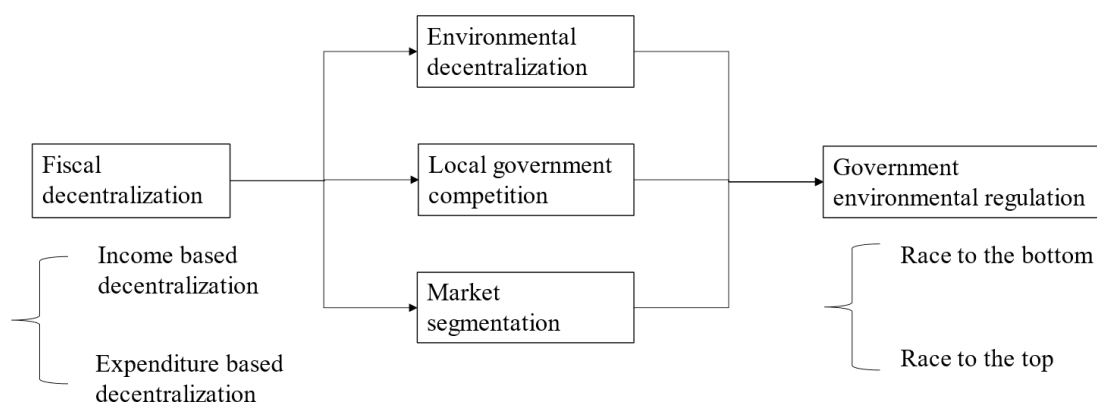 Environmental
decentralization
Fiscal
decentralization
Local government
competition
Government
environmental regulation
Income based
decentralization
Race to the bottom
Market
segmentation
Expenditure based
decentralization
Race to the top